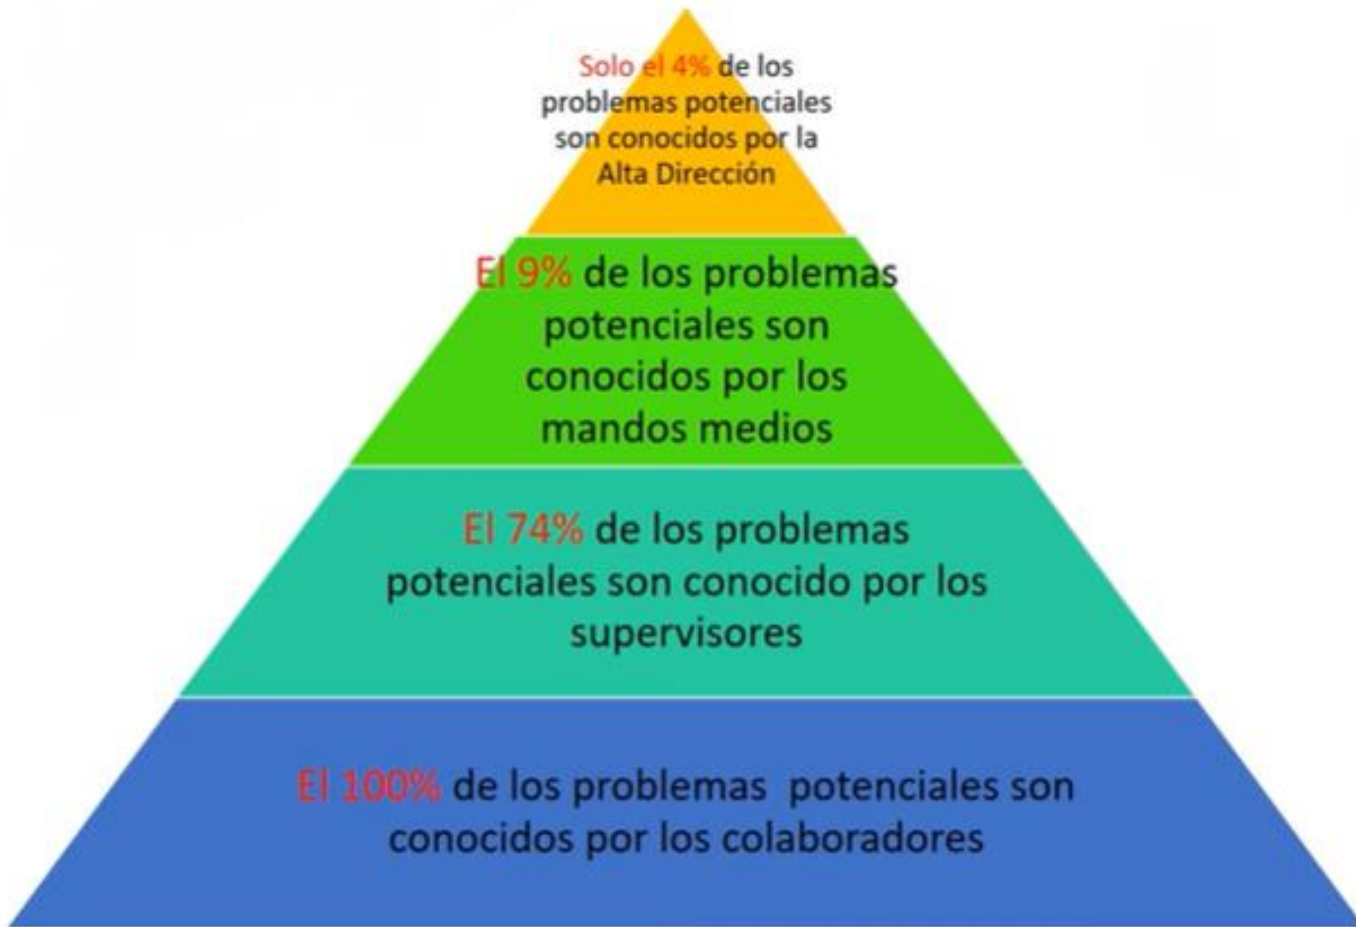 Solo el 4% de los
problemas potenciales
son conocidos por la
Alta Dirección
El 9% de los problemas
potenciales son
conocidos por los
mandos medios
El 74% de los problemas
potenciales son conocido por los
supervisores
El 100% de los problemas  potenciales son
conocidos por los colaboradores